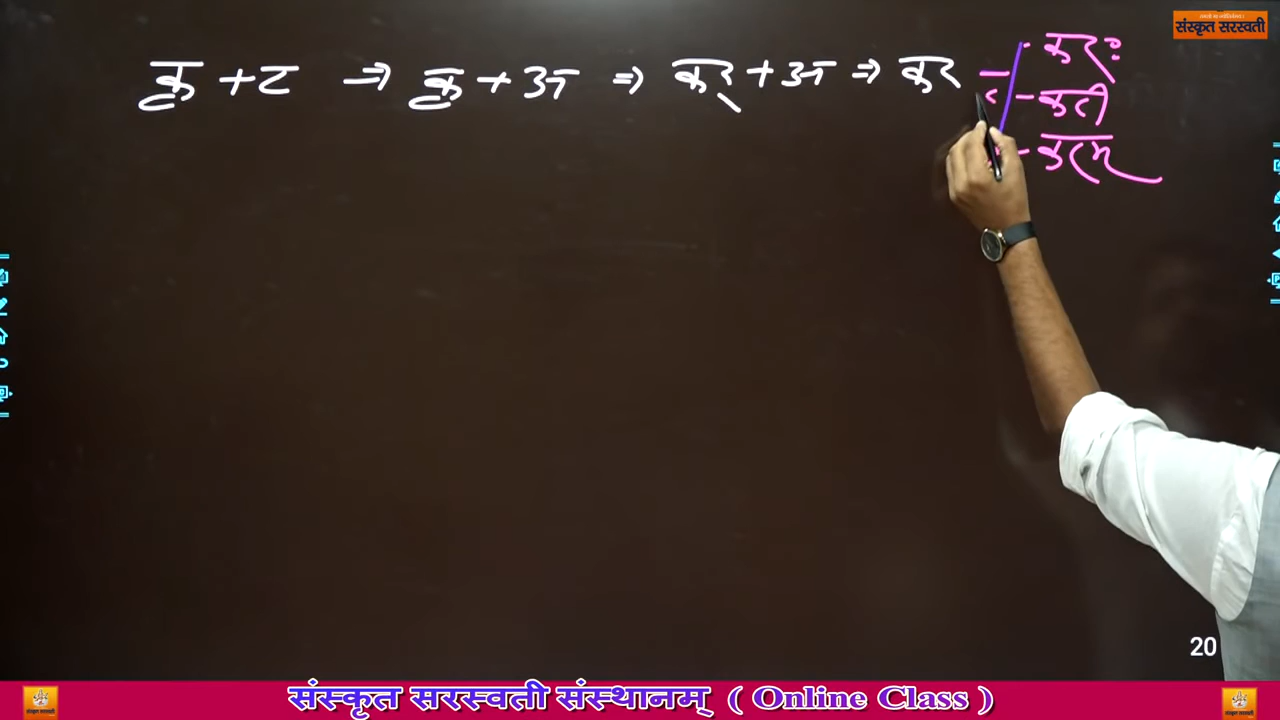 संस्कृत सरस्वती
कृ + ट ⇒ कृ + अ ⇒ कर् + अ ⇒ कर
- करः
- करी
- करम्
20
संस्कृत सरस्वती संस्थानम् ( Online Class )